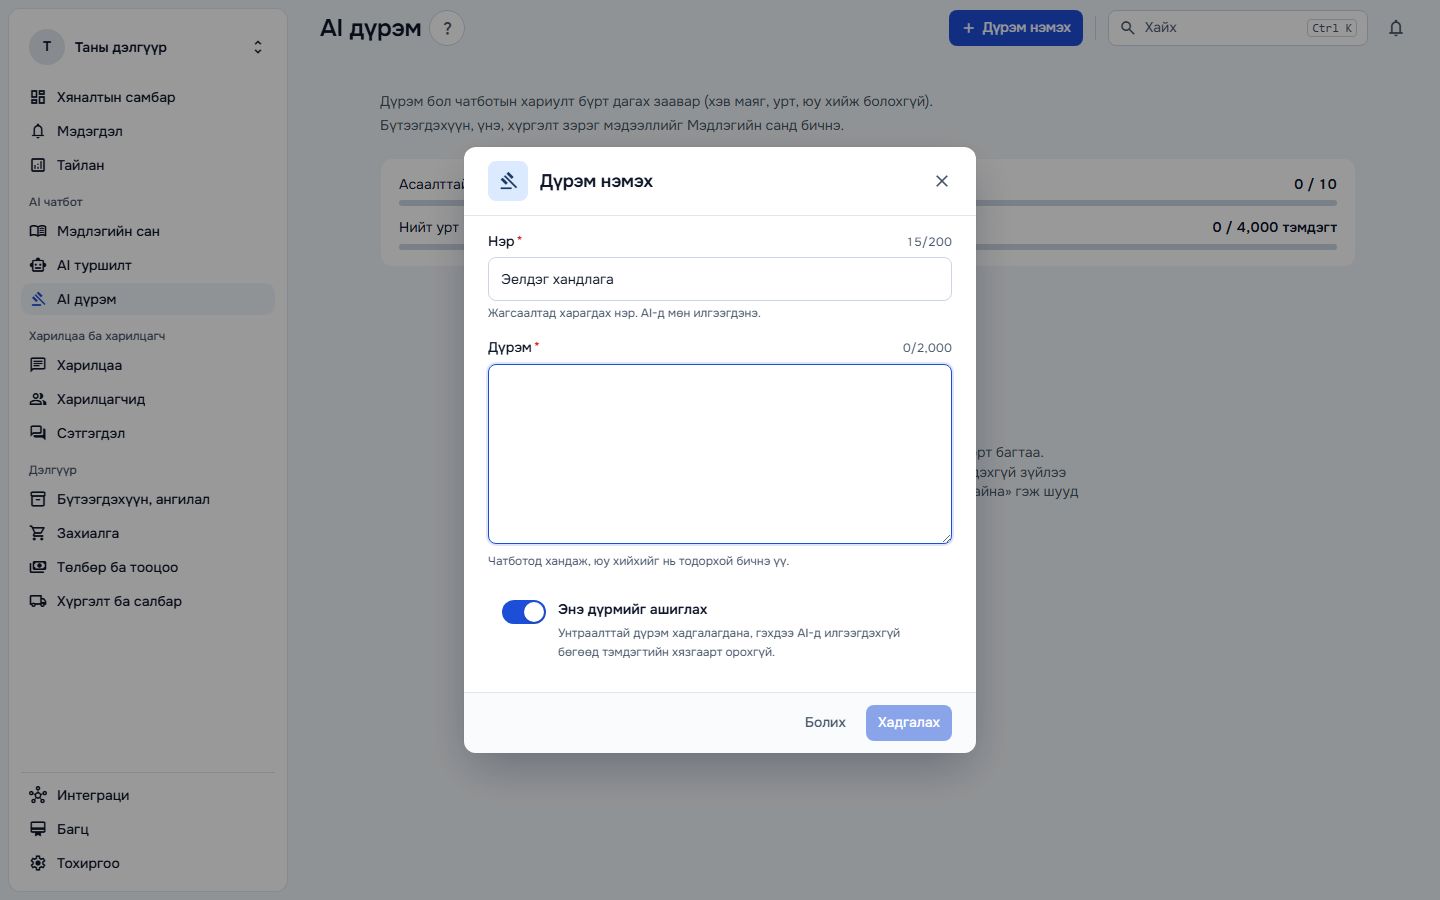 T
Таны дэлгүүр
Хяналтын самбар
Мэдэгдэл
Тайлан
AI чатбот
Мэдлэгийн сан
AI туршилт
AI дүрэм
Харилцаа ба харилцагч
Харилцаа
Харилцагчид
Сэтгэгдэл
Дэлгүүр
Бүтээгдэхүүн, ангилал
Захиалга
Төлбөр ба тооцоо
Хүргэлт ба салбар
Интеграци
Багц
Тохиргоо
AI дүрэм ?
+ Дүрэм нэмэх
Хайх Ctrl K
Дүрэм бол чатботын хариулт бүрт дагах заавар (хэв маяг, урт, юу хийж болохгүй).
Бүтээгдэхүүн, үнэ, хүргэлт зэрэг мэдээллийг Мэдлэгийн санд бичнэ.
0 / 10
Нийт урт 0 / 4,000 тэмдэгт
багтаа.
зүйлээ
гэж шууд
Дүрэм нэмэх
Нэр* 15/200
Эелдэг хандлага
Жагсаалтад харагдах нэр. AI-д мөн илгээгдэнэ.
Дүрэм* 0/2,000
Чатботод хандаж, юу хийхийг нь тодорхой бичнэ үү.
Энэ дүрмийг ашиглах
Унтраалттай дүрэм хадгалагдана, гэхдээ AI-д илгээгдэхгүй
бөгөөд тэмдэгтийн хязгаарт орохгүй.
Болих
Хадгалах